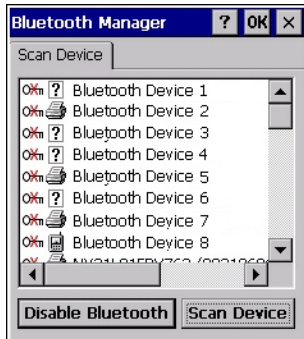 Bluetooth Manager ? OK ×
Scan Device
? Bluetooth Device 1
Bluetooth Device 2
? Bluetooth Device 3
? Bluetooth Device 4
Bluetooth Device 5
? Bluetooth Device 6
Bluetooth Device 7
Bluetooth Device 8
Disable Bluetooth Scan Device